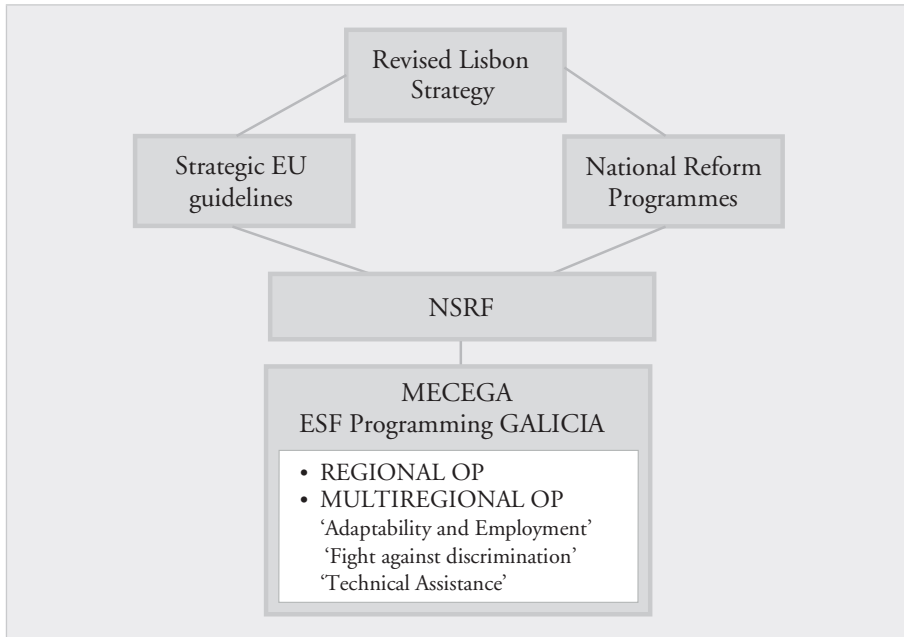 Revised Lisbon
Strategy
Strategic EU
guidelines
National Reform
Programmes
NSRF
MECEGA
ESF Programming GALICIA
• REGIONAL OP
• MULTIREGIONAL OP
‘Adaptability and Employment’
‘Fight against discrimination’
‘Technical Assistance’